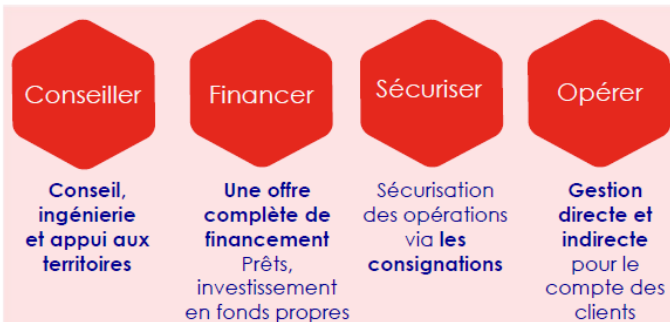 Conseiller
Conseil,
ingénierie
et appui aux
territoires
Financer
Une offre
complète de
financement
Prêts,
investissement
en fonds propres
Sécuriser
Sécurisation
des opérations
via les
consignations
Opérer
Gestion
directe et
indirecte
pour le
compte des
clients